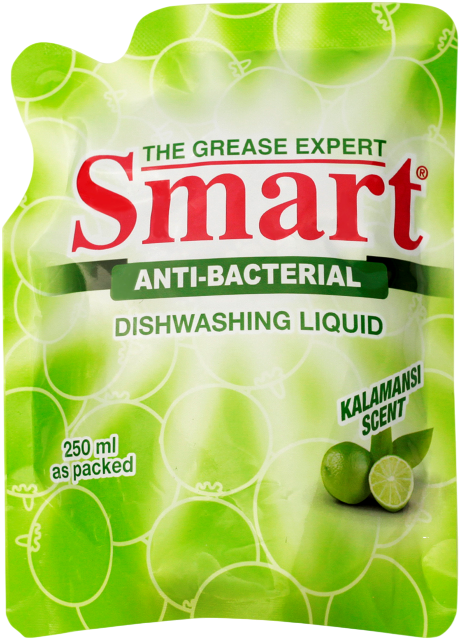 THE GREASE EXPERT
Smart®
ANTI-BACTERIAL
DISHWASHING LIQUID
KALAMANSI
SCENT
250 ml
as packed